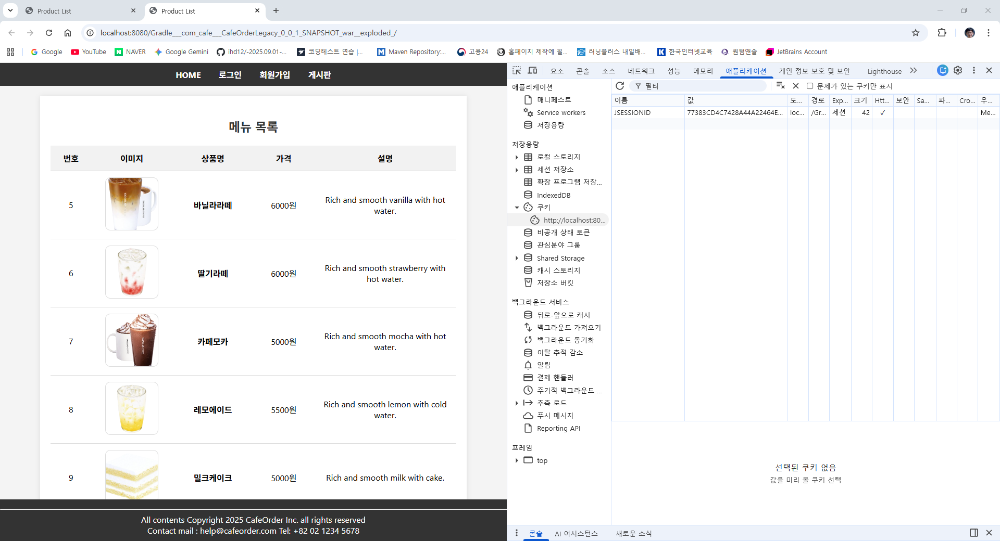 Product List
Product List
localhost:8080/Gradle___com_cafe___CafeOrderLegacy_0_0_1_SNAPSHOT_war__exploded_/
Google
YouTube
NAVER
Google Gemini
ihd12/-2025.09.01-...
코딩테스트 연습 |...
Maven Repository:...
고용24
홈페이지 제작에 필...
러닝플러스 내일배...
한국인터넷교육
퀀텀앤솔
JetBrains Account
HOME 로그인 회원가입 게시판
메뉴 목록
번호 이미지 상품명 가격 설명
5 바닐라라떼 6000원 Rich and smooth vanilla with hot
water.
6 딸기라떼 6000원 Rich and smooth strawberry with
hot water.
7 카페모카 5000원 Rich and smooth mocha with hot
water.
8 레모에이드 5500원 Rich and smooth lemon with cold
water.
9 밀크케이크 5000원 Rich and smooth milk with cake.
All contents Copyright 2025 CafeOrder Inc. all rights reserved
Contact mail : help@cafeorder.com Tel: +82 02 1234 5678
요소 콘솔 소스 네트워크 성능 메모리 애플리케이션 개인 정보 보호 및 보안 Lighthouse
애플리케이션
매니페스트
Service workers
저장용량
저장용량
로컬 스토리지
세션 저장소
확장 프로그램 저장...
IndexedDB
쿠키
http://localhost:80...
비공개 상태 토큰
관심분야 그룹
Shared Storage
캐시 스토리지
저장소 버킷
백그라운드 서비스
뒤로-앞으로 캐시
백그라운드 가져오기
백그라운드 동기화
이탈 추적 감소
알림
결제 핸들러
주기적 백그라운드 ...
추측 로드
푸시 메시지
Reporting API
프레임
top
필터
문제가 있는 쿠키만 표시
이름 값 도... 경로 Exp... 크기 Htt... 보안 Sa... 파... Cro... 우...
JSESSIONID 77383CD4C7428A44A22464E... loc... /Gr... 세션 42 ✓ Me...
선택된 쿠키 없음
값을 미리 볼 쿠키 선택
콘솔 AI 어시스턴스 새로운 소식